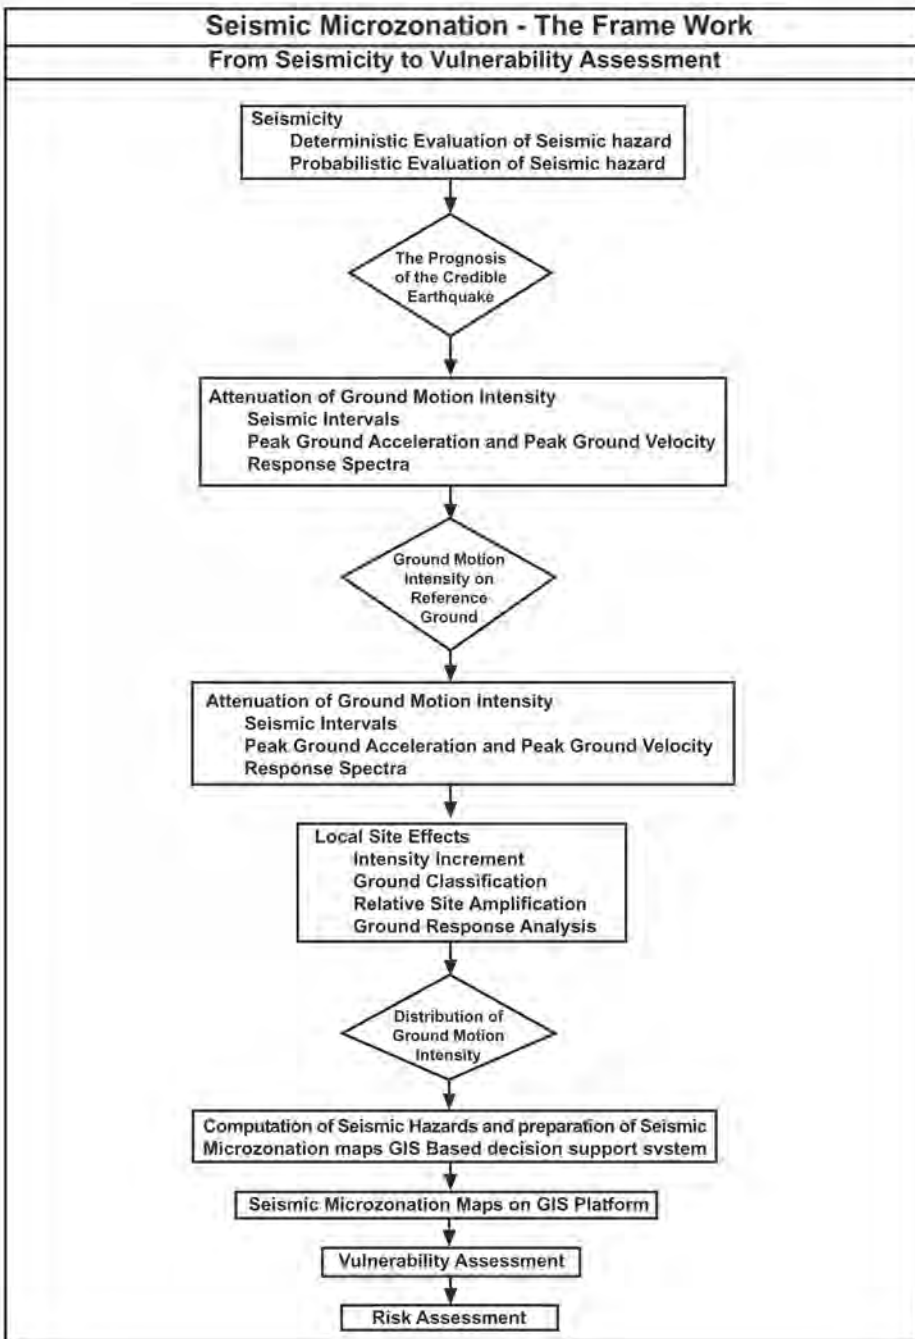 Seismic Microzonation - The Frame Work
From Seismicity to Vulnerability Assessment
Seismicity
Deterministic Evaluation of Seismic hazard
Probabilistic Evaluation of Seismic hazard
The Prognosis
of the Credible
Earthquake
Attenuation of Ground Motion Intensity
Seismic Intervals
Peak Ground Acceleration and Peak Ground Velocity
Response Spectra
Ground Motion
Intensity on
Reference
Ground
Attenuation of Ground Motion Intensity
Seismic Intervals
Peak Ground Acceleration and Peak Ground Velocity
Response Spectra
Local Site Effects
Intensity Increment
Ground Classification
Relative Site Amplification
Ground Response Analysis
Distribution of
Ground Motion
Intensity
Computation of Seismic Hazards and preparation of Seismic
Microzonation maps GIS Based decision support system
Seismic Microzonation Maps on GIS Platform
Vulnerability Assessment
Risk Assessment